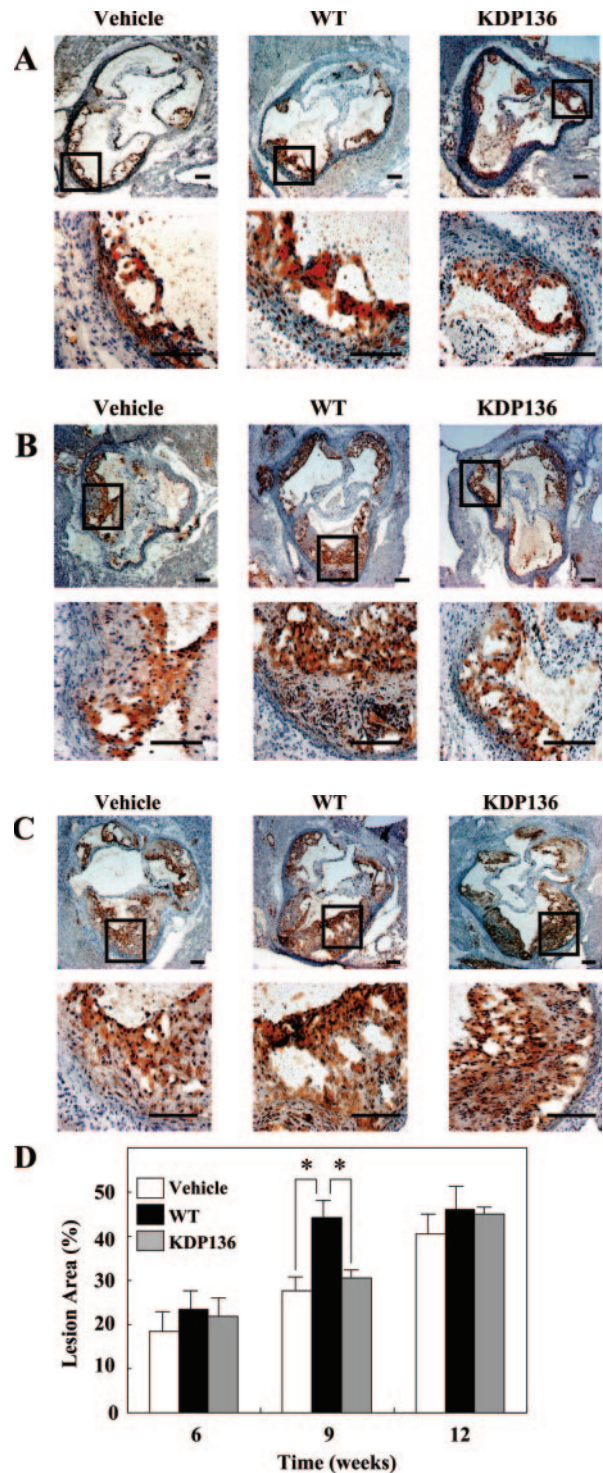 Vehicle WT KDP136
A
Vehicle WT KDP136
B
Vehicle WT KDP136
C
D
Vehicle
WT
KDP136
* *
Lesion Area (%)
50
40
30
20
10
0
6 9 12
Time (weeks)